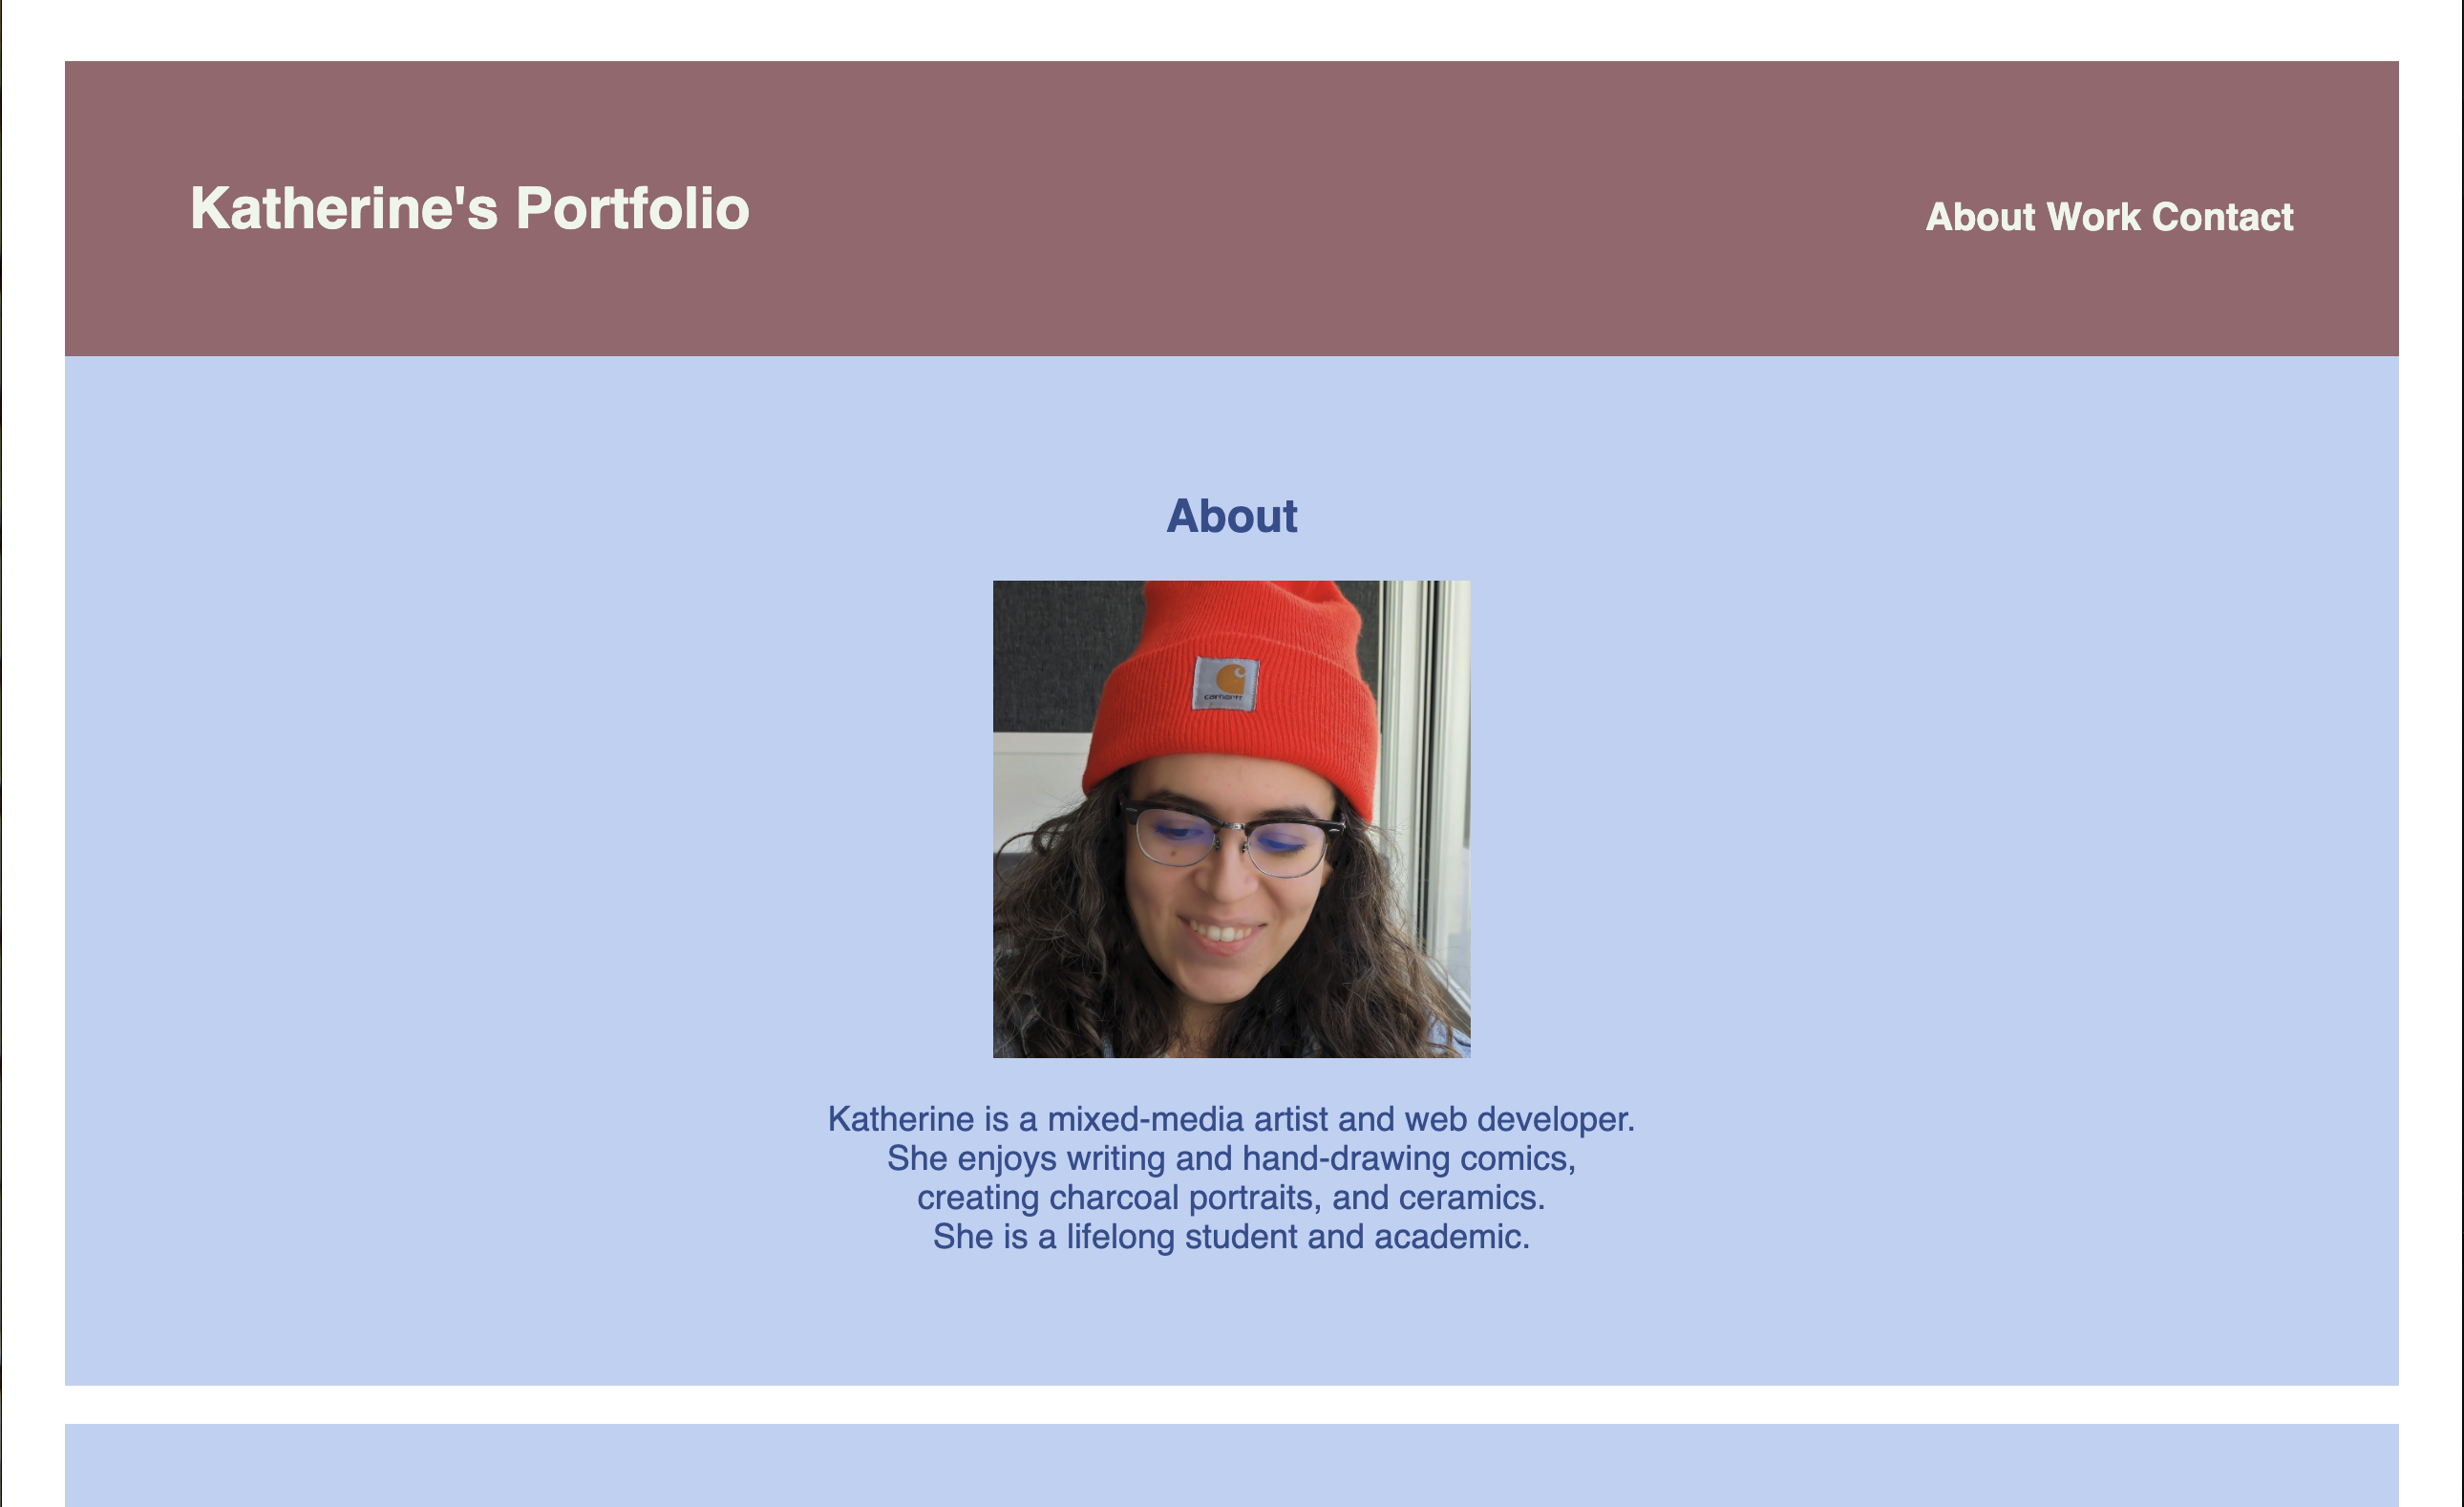 Katherine's Portfolio
About Work Contact
About
carhartt
Katherine is a mixed-media artist and web developer.
She enjoys writing and hand-drawing comics,
creating charcoal portraits, and ceramics.
She is a lifelong student and academic.